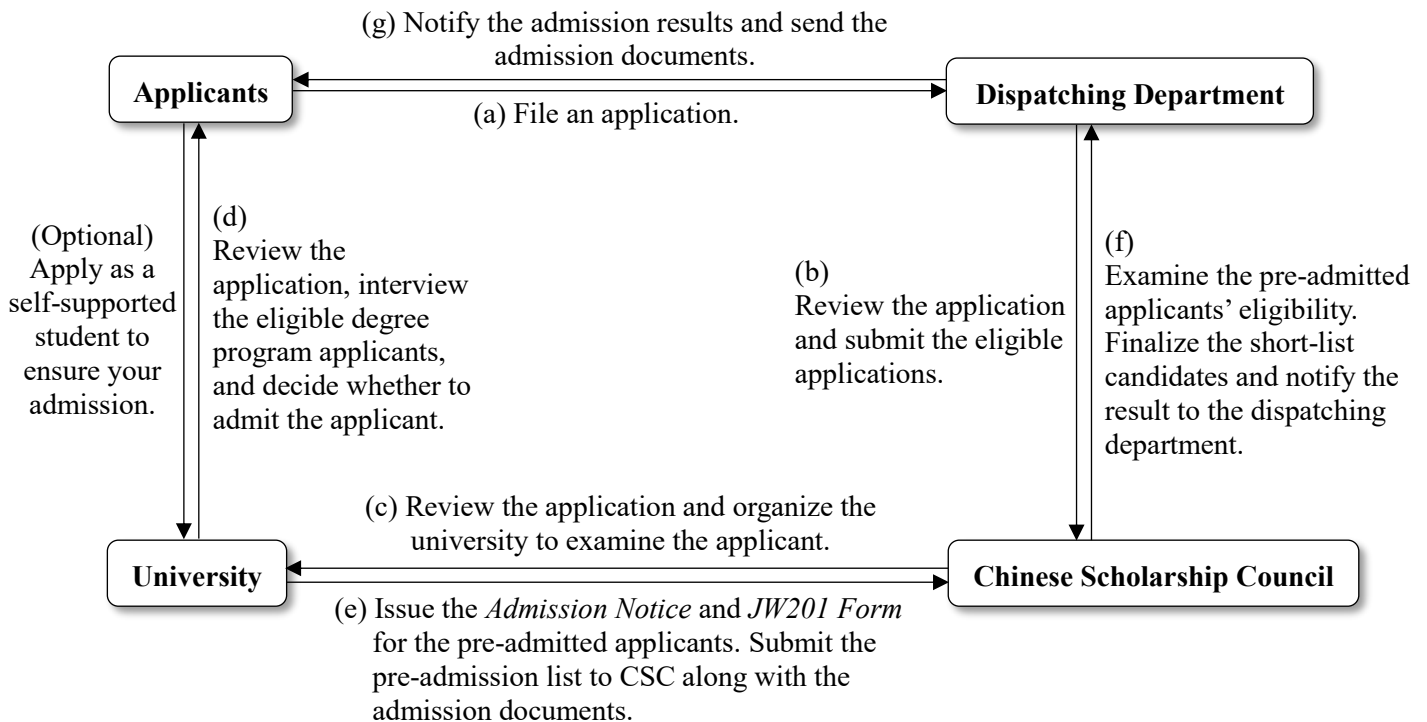 (g) Notify the admission results and send the
admission documents.
Applicants
Dispatching Department
(a) File an application.
(Optional)
Apply as a
self-supported
student to
ensure your
admission.
(d)
Review the
application, interview
the eligible degree
program applicants,
and decide whether to
admit the applicant.
(b)
Review the application
and submit the eligible
applications.
(f)
Examine the pre-admitted
applicants’ eligibility.
Finalize the short-list
candidates and notify the
result to the dispatching
department.
(c) Review the application and organize the
university to examine the applicant.
University
Chinese Scholarship Council
(e) Issue the Admission Notice and JW201 Form
for the pre-admitted applicants. Submit the
pre-admission list to CSC along with the
admission documents.